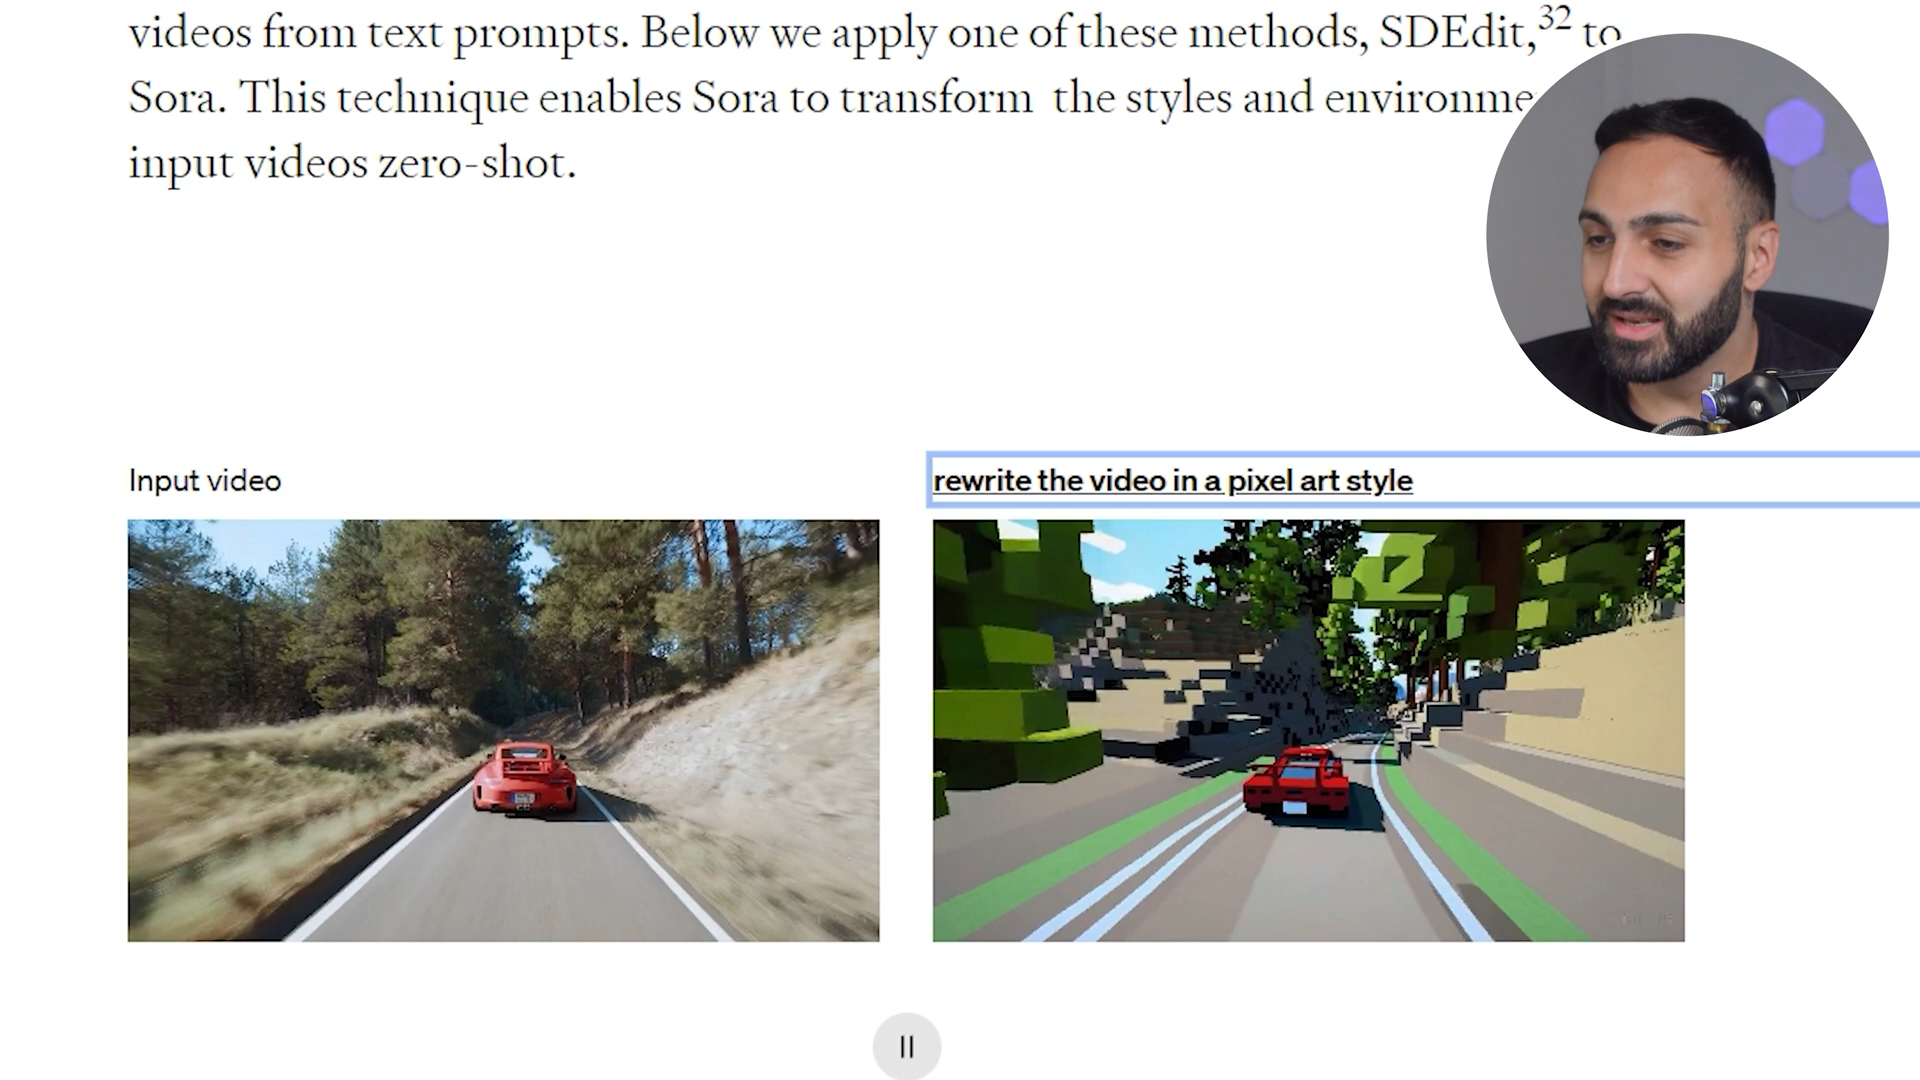 videos from text prompts. Below we apply one of these methods, SDEdit,32 to
Sora. This technique enables Sora to transform the styles and
input videos zero-shot.
Input video
rewrite the video in a pixel art style